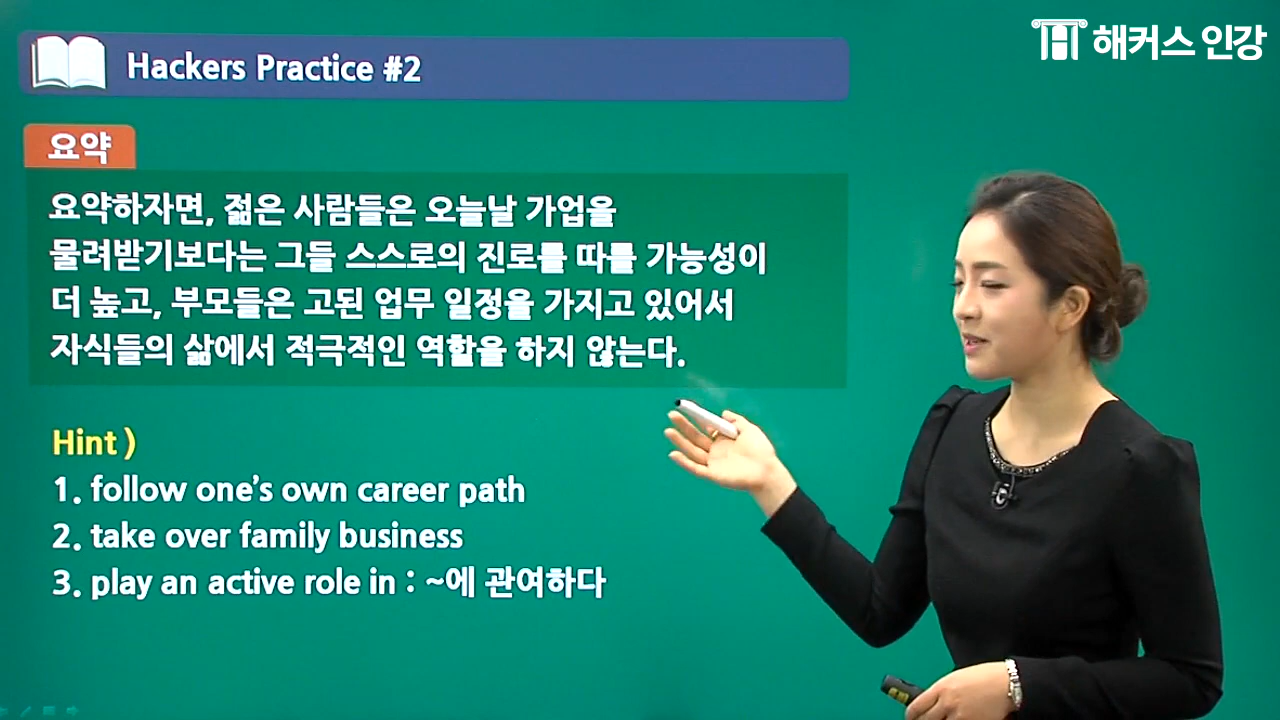 해커스 인강
Hackers Practice #2
요약
요약하자면, 젊은 사람들은 오늘날 가업을
물려받기보다는 그들 스스로의 진로를 따를 가능성이
더 높고, 부모들은 고된 업무 일정을 가지고 있어서
자식들의 삶에서 적극적인 역할을 하지 않는다.
Hint )
1. follow one's own career path
2. take over family business
3. play an active role in : ~에 관여하다